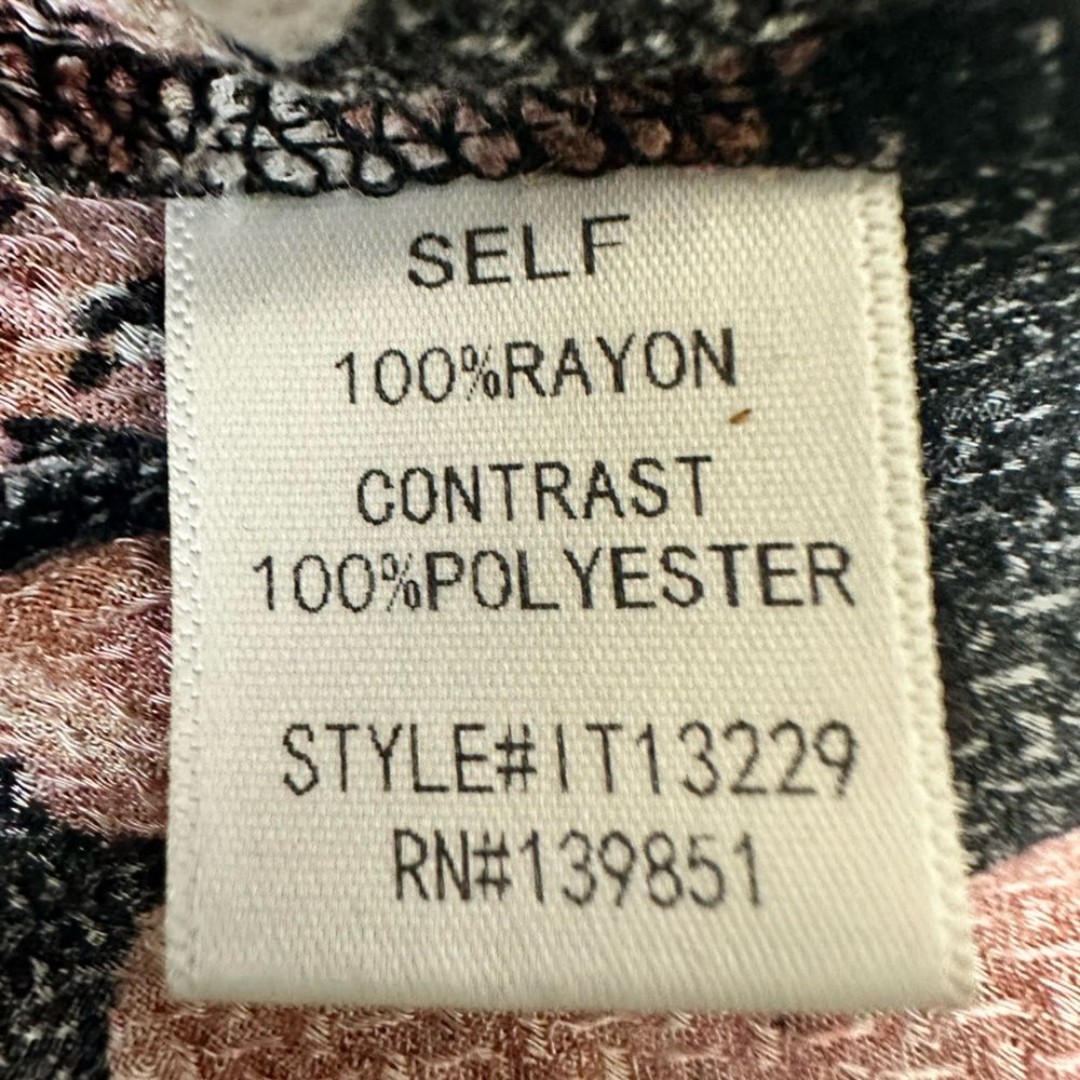 SELF
100%RAYON
CONTRAST
100%POLYESTER
STYLE#IT13229
RN#139851